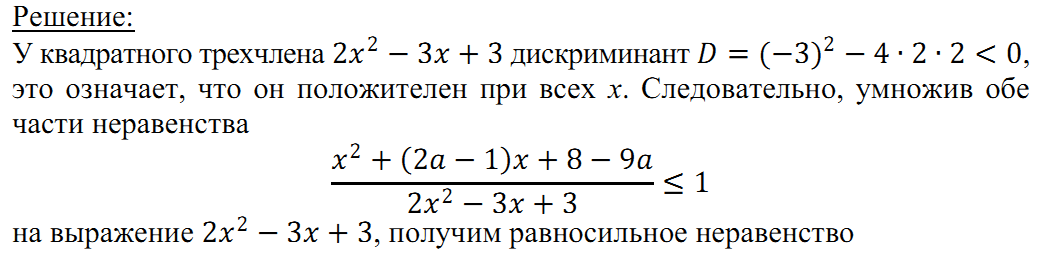 Решение:
У квадратного трехчлена 2x² − 3x + 3 дискриминант D = (−3)² − 4 · 2 · 2 < 0,
это означает, что он положителен при всех x. Следовательно, умножив обе
части неравенства
x² + (2a − 1)x + 8 − 9a
2x² − 3x + 3
≤ 1
на выражение 2x² − 3x + 3, получим равносильное неравенство